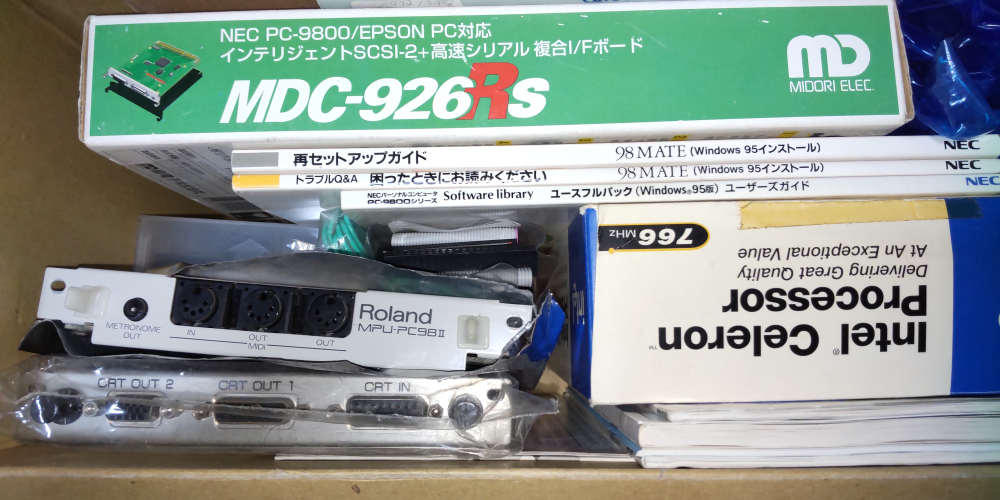 NEC PC-9800/EPSON PC対応
インテリジェントSCSI-2+高速シリアル 複合I/Fボード
MDC-926Rs
MD
MIDORI ELEC.
再セットアップガイド 98MATE (Windows 95インストール) NEC
トラブルQ&A 困ったときにお読みください 98MATE (Windows 95インストール) NEC
NECパーソナルコンピュータ
PC-9800シリーズ Software library ユースフルパック (Windows®95版) ユーザーズガイド NEC
Intel® Celeron™
Processor
Delivering Great Quality
At An Exceptional Value
766 MHz
Roland
MPU-PC98II
METRONOME
OUT
IN
OUT
OUT
MIDI
CRT OUT 2
CRT OUT 1
CRT IN